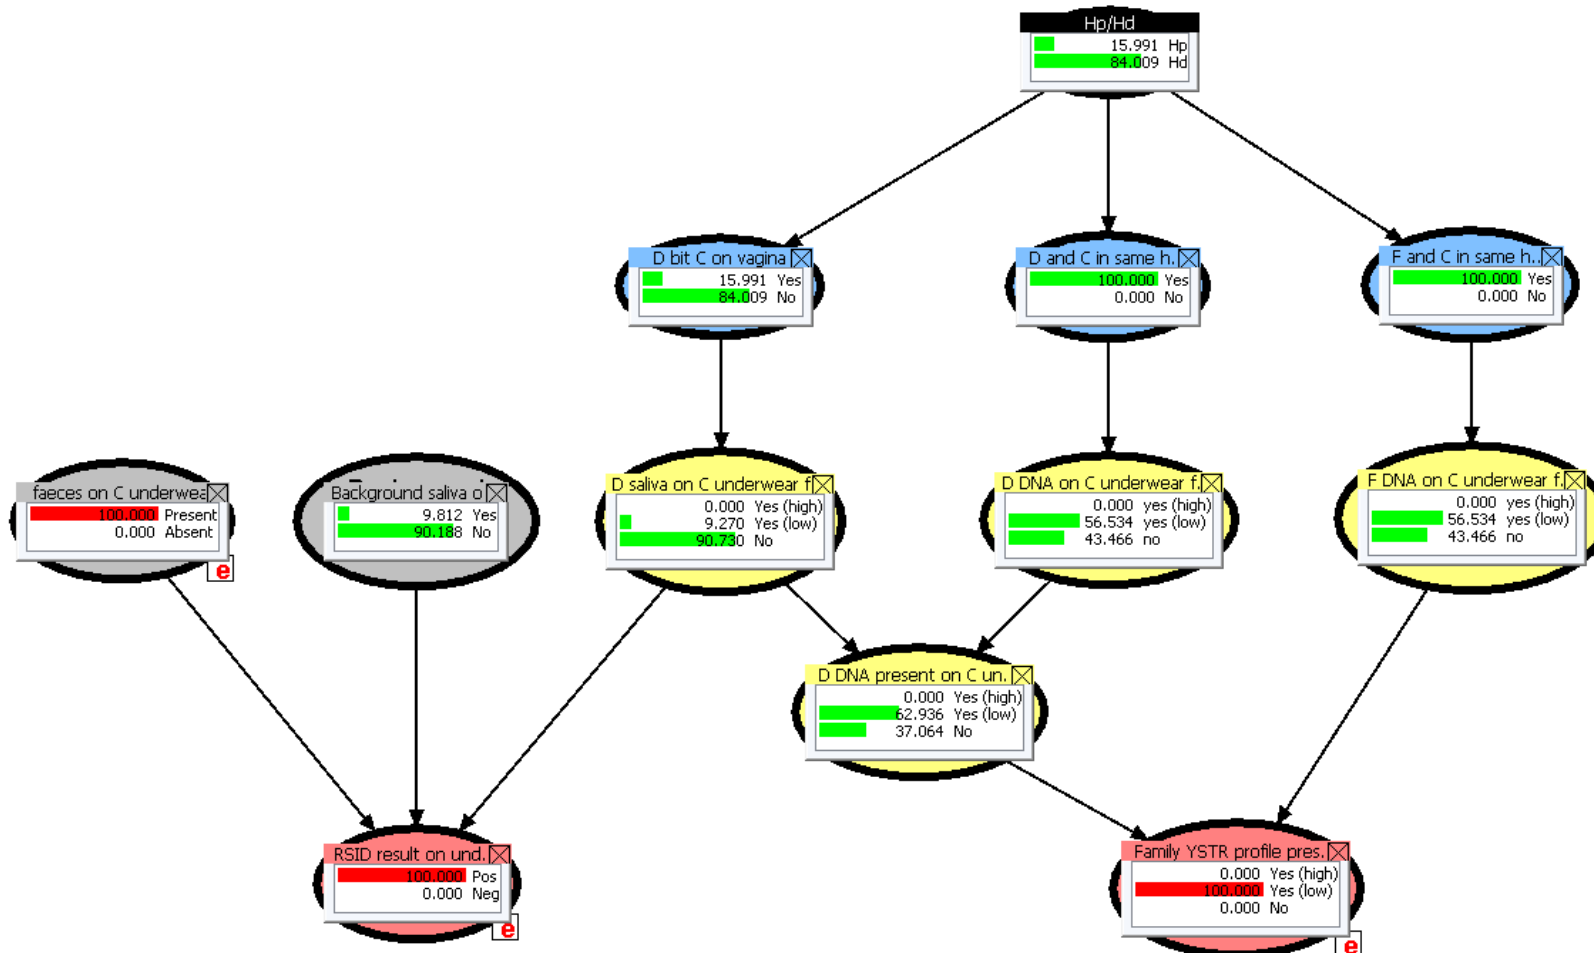 Hp/Hd
15.991 Hp
84.009 Hd
D bit C on vagina
15.991 Yes
84.009 No
D and C in same h.
100.000 Yes
0.000 No
F and C in same h..
100.000 Yes
0.000 No
faeces on C underwea
100.000 Present
0.000 Absent
e
Background saliva o
9.812 Yes
90.188 No
D saliva on C underwear f
0.000 Yes (high)
9.270 Yes (low)
90.730 No
D DNA on C underwear f.
0.000 yes (high)
56.534 yes (low)
43.466 no
F DNA on C underwear f.
0.000 yes (high)
56.534 yes (low)
43.466 no
D DNA present on C un.
0.000 Yes (high)
62.936 Yes (low)
37.064 No
RSID result on und.
100.000 Pos
0.000 Neg
e
Family YSTR profile pres.
0.000 Yes (high)
100.000 Yes (low)
0.000 No
e